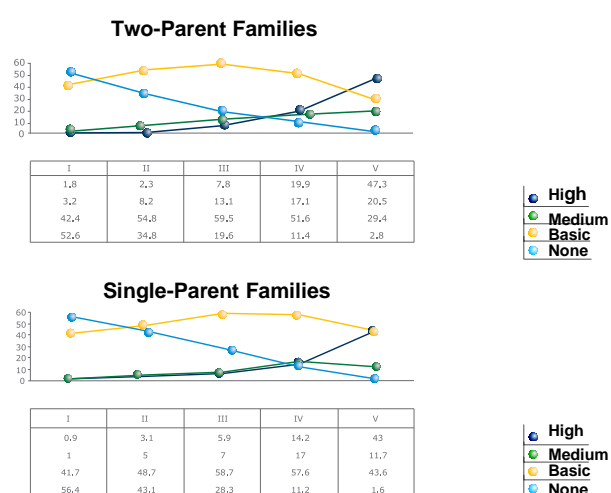 Two-Parent Families
60
50
40
30
20
10
0
I II III IV V
1.8 2.3 7.8 19.9 47.3
3.2 8.2 13.1 17.1 20.5
42.4 54.8 59.5 51.6 29.4
52.6 34.8 19.6 11.4 2.8
High
Medium
Basic
None
Single-Parent Families
60
50
40
30
20
10
0
I II III IV V
0.9 3.1 5.9 14.2 43
1 5 7 17 11.7
41.7 48.7 58.7 57.6 43.6
56.4 43.1 28.3 11.2 1.6
High
Medium
Basic
None